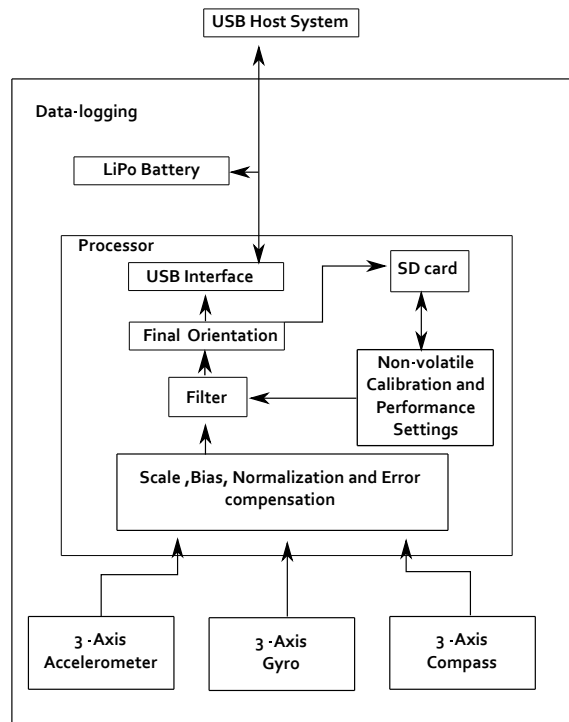 USB Host System
Data-logging
LiPo Battery
Processor
USB Interface
SD card
Final Orientation
Non-volatile
Calibration and
Performance
Settings
Filter
Scale ,Bias, Normalization and Error
compensation
3 -Axis
Accelerometer
3 -Axis
Gyro
3 -Axis
Compass